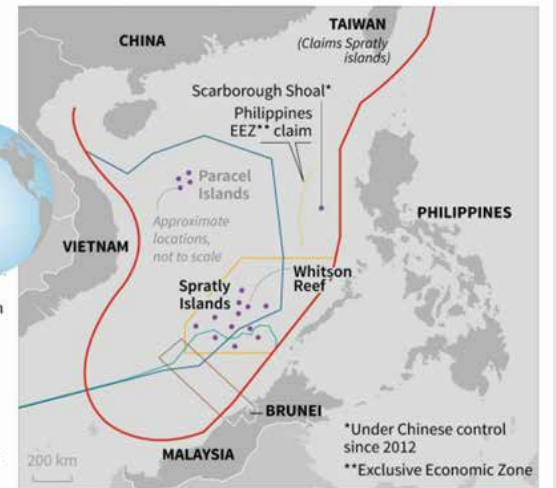 TAIWAN
(Claims Spratly
islands)
CHINA
Scarborough Shoal*
Philippines
EEZ** claim
Paracel
Islands
Approximate
locations,
not to scale
PHILIPPINES
VIETNAM
Spratly
Islands
Whitson
Reef
BRUNEI
MALAYSIA
200 km
*Under Chinese control
since 2012
**Exclusive Economic Zone